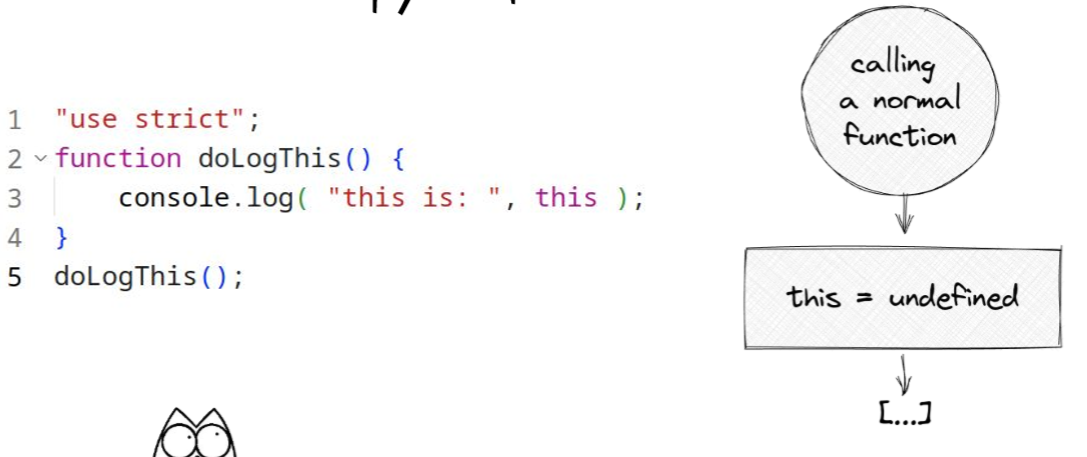 1 "use strict";
2 function doLogThis() {
3     console.log( "this is: ", this );
4 }
5 doLogThis();
calling
a normal
function
this = undefined
[...]